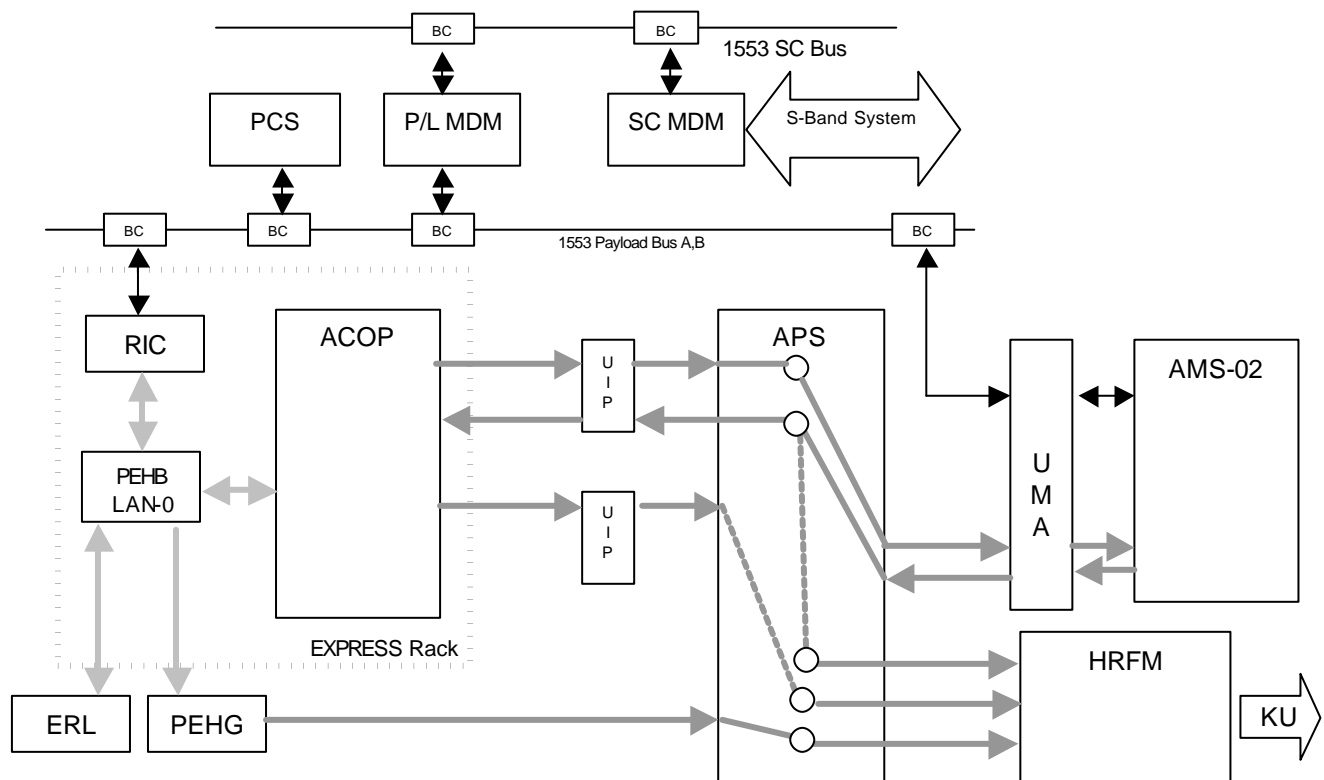 BC
BC
1553 SC Bus
PCS
P/L MDM
SC MDM
S-Band System
BC
BC
BC
BC
1553 Payload Bus A,B
RIC
ACOP
U
I
P
APS
UMA
AMS-02
PEHB
LAN-0
U
I
P
EXPRESS Rack
HRFM
ERL
PEHG
KU